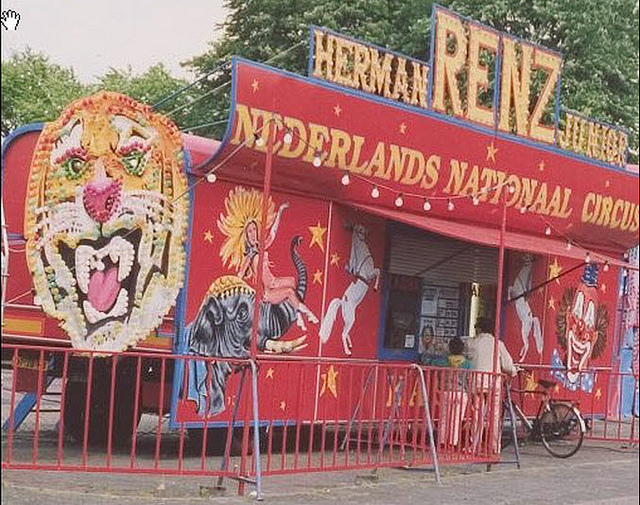 HERMAN RENZ JUNIOR
NEDERLANDS NATIONAAL CIRCUS